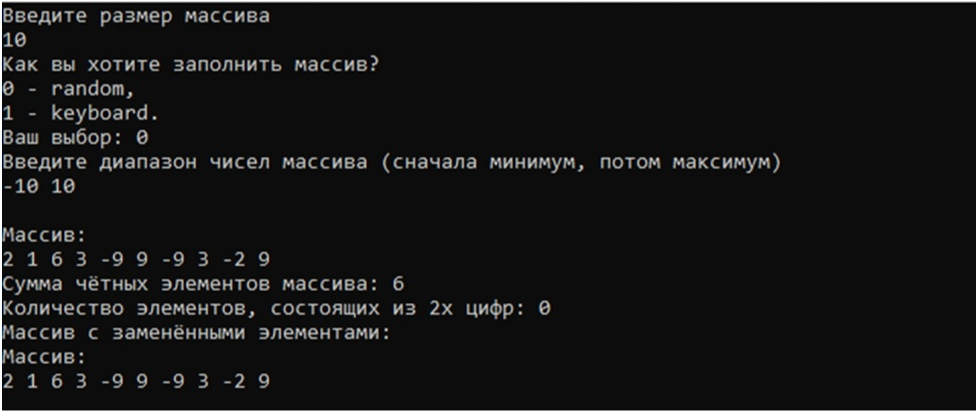 Введите размер массива
10
Как вы хотите заполнить массив?
0 - random,
1 - keyboard.
Ваш выбор: 0
Введите диапазон чисел массива (сначала минимум, потом максимум)
-10 10
Массив:
2 1 6 3 -9 9 -9 3 -2 9
Сумма чётных элементов массива: 6
Количество элементов, состоящих из 2х цифр: 0
Массив с заменёнными элементами:
Массив:
2 1 6 3 -9 9 -9 3 -2 9